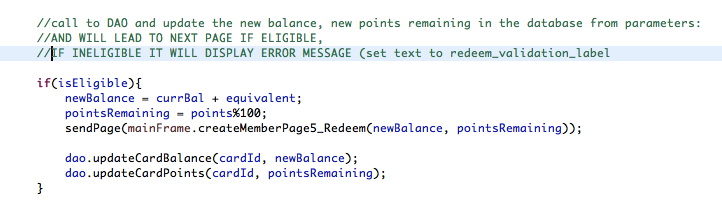 //call to DAO and update the new balance, new points remaining in the database from parameters:
//AND WILL LEAD TO NEXT PAGE IF ELIGIBLE,
//IF INELIGIBLE IT WILL DISPLAY ERROR MESSAGE (set text to redeem_validation_label
if(isEligible){
newBalance = currBal + equivalent;
pointsRemaining = points%100;
sendPage(mainFrame.createMemberPage5_Redeem(newBalance, pointsRemaining));
dao.updateCardBalance(cardId, newBalance);
dao.updateCardPoints(cardId, pointsRemaining);
}